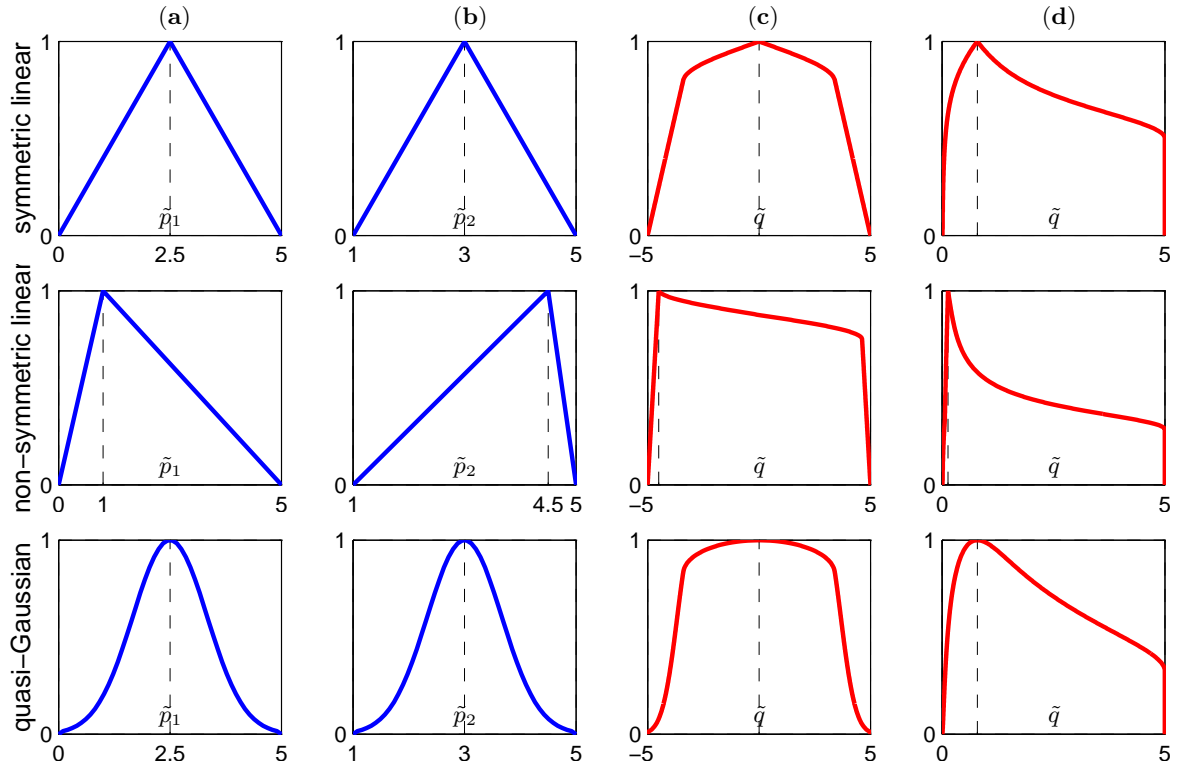 (a) (b) (c) (d)
symmetric linear
1 1 1 1
p̃1 p̃2 q̃ q̃
0 0 0 0
0 2.5 5 1 3 5 −5 5 5
non−symmetric linear
1 1 1 1
p̃1 p̃2 q̃ q̃
0 0 0 0
0 1 5 1 4.5 5 −5 5 5
quasi−Gaussian
1 1 1 1
p̃1 p̃2 q̃ q̃
0 0 0 0
0 2.5 5 1 3 5 −5 5 5